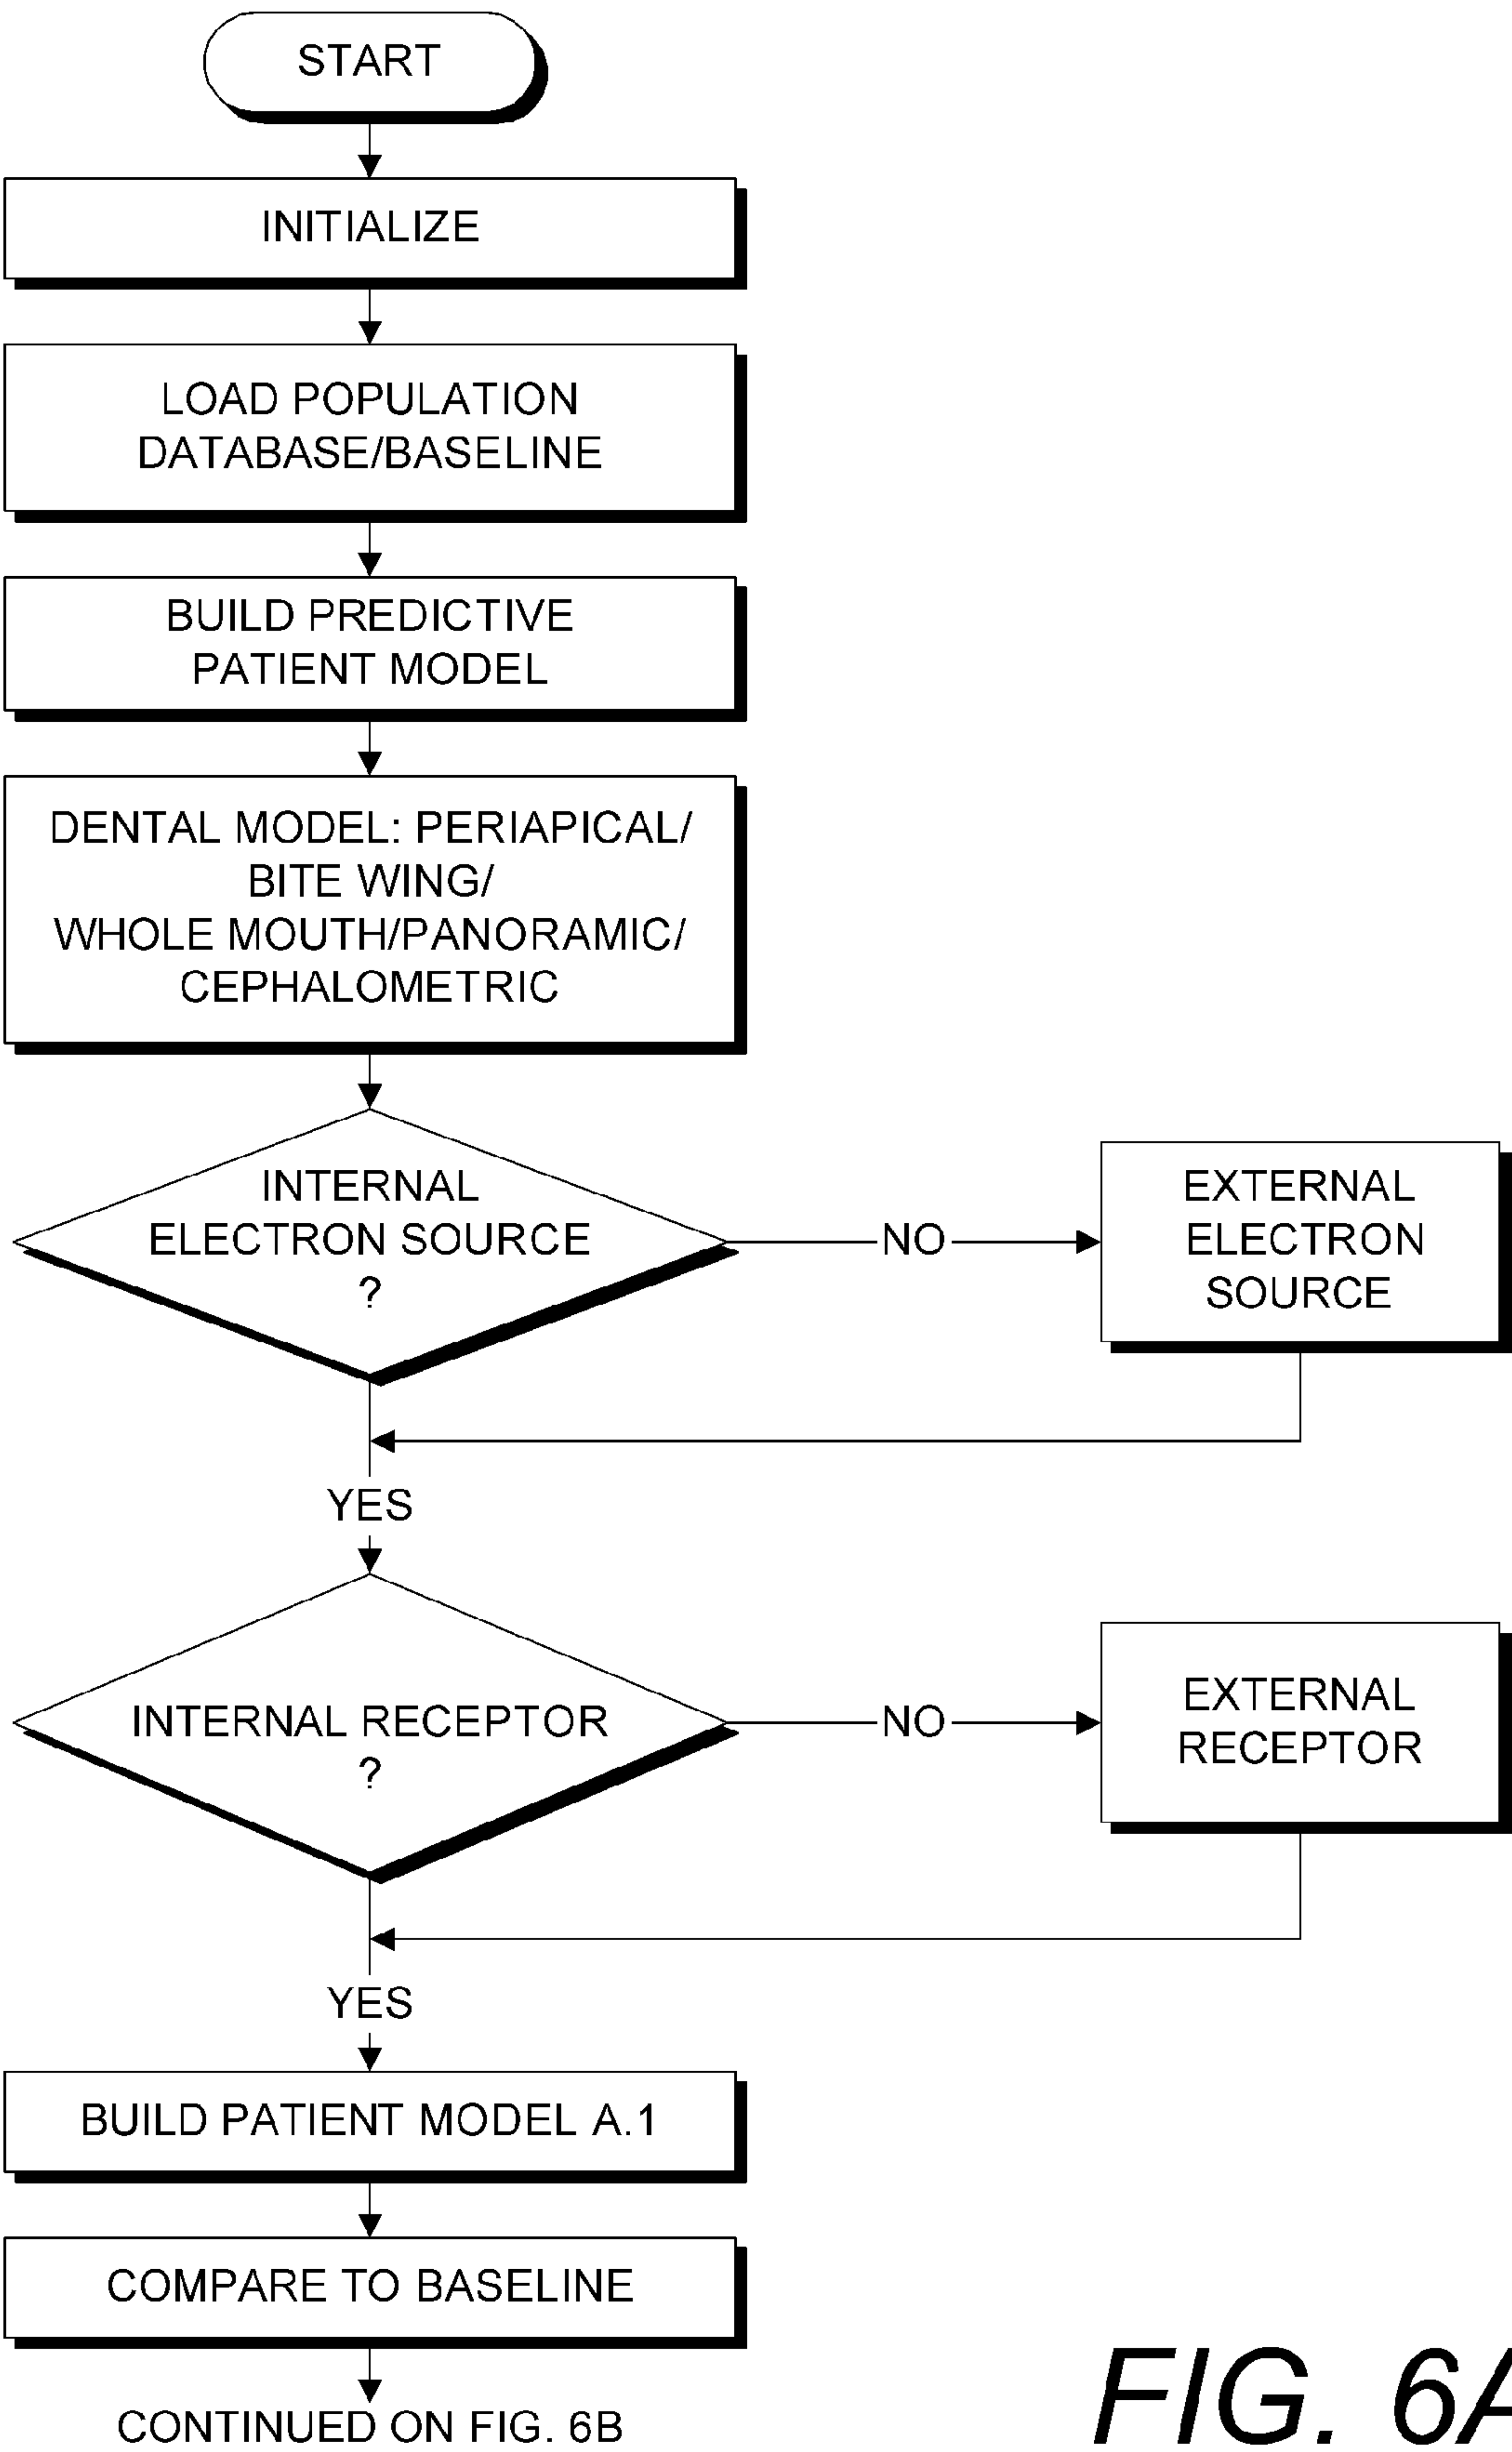 START
INITIALIZE
LOAD POPULATION
DATABASE/BASELINE
BUILD PREDICTIVE
PATIENT MODEL
DENTAL MODEL: PERIAPICAL/
BITE WING/
WHOLE MOUTH/PANORAMIC/
CEPHALOMETRIC
INTERNAL
ELECTRON SOURCE
?
NO
EXTERNAL
ELECTRON
SOURCE
YES
INTERNAL RECEPTOR
?
NO
EXTERNAL
RECEPTOR
YES
BUILD PATIENT MODEL A.1
COMPARE TO BASELINE
CONTINUED ON FIG. 6B
FIG. 6A